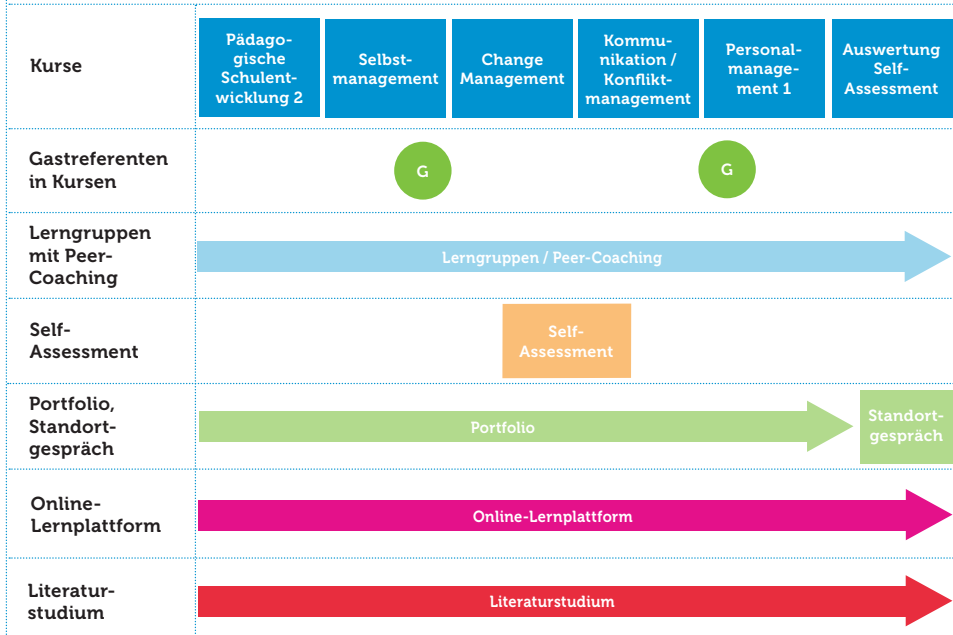 Kurse
Pädago-
gische
Schulent-
wicklung 2
Selbst-
management
Change
Management
Kommu-
nikation /
Konflikt-
management
Personal-
manage-
ment 1
Auswertung
Self-
Assessment
Gastreferenten
in Kursen
G
G
Lerngruppen
mit Peer-
Coaching
Lerngruppen / Peer-Coaching
Self-
Assessment
Self-
Assessment
Portfolio,
Standort-
gespräch
Portfolio
Standort-
gespräch
Online-
Lernplattform
Online-Lernplattform
Literatur-
studium
Literaturstudium